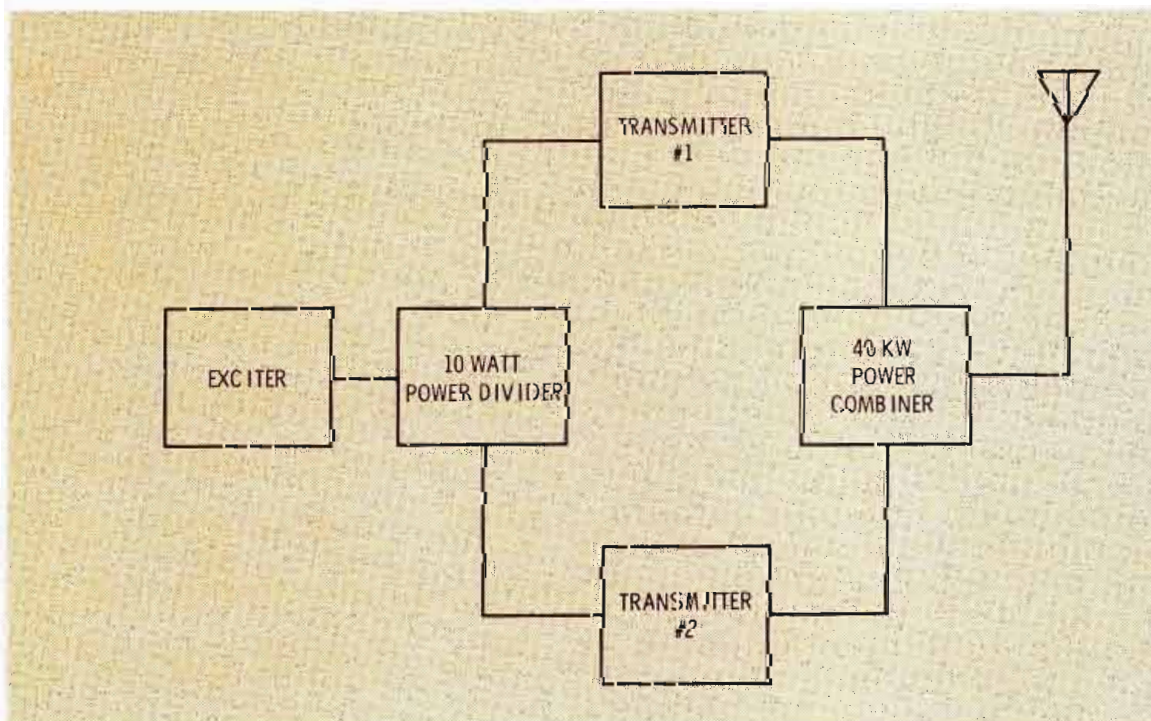 TRANSMITTER
#1
EXCITER
10 WATT
POWER DIVIDER
40 KW
POWER
COMBINER
TRANSMITTER
#2